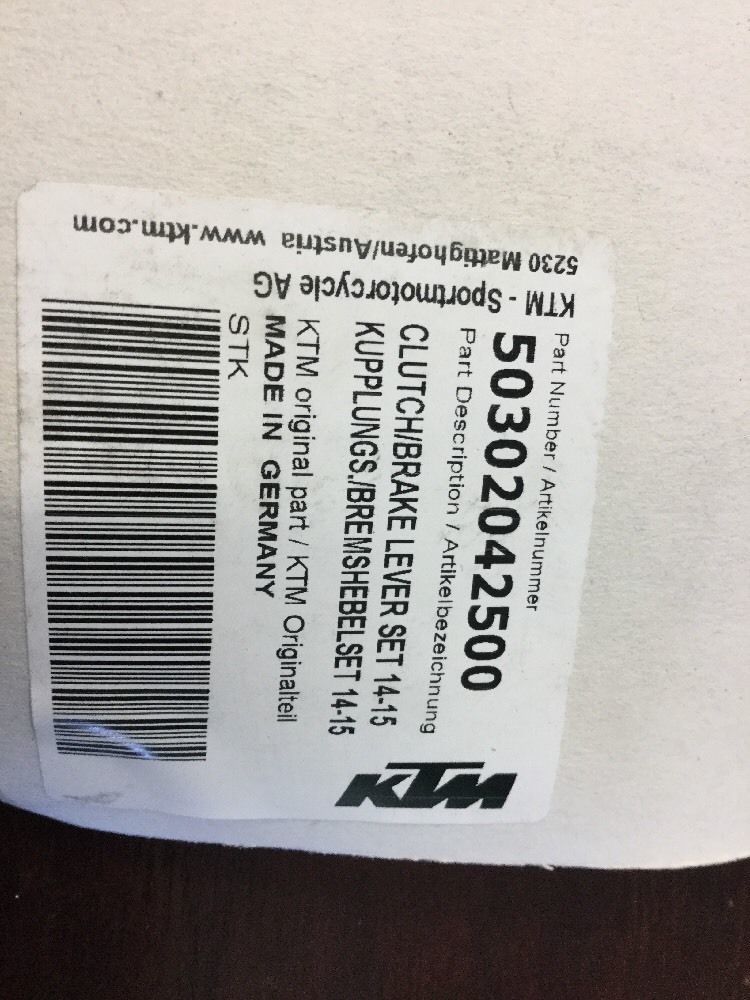 KTM
Part Number / Artikelnummer
50302042500
Part Description / Artikelbezeichnung
CLUTCH/BRAKE LEVER SET 14-15
KUPPLUNGS./BREMSHEBELSET 14-15
KTM original part / KTM Originalteil
MADE IN GERMANY
STK
KTM - Sportmotorcycle AG
5230 Mattighofen/Austria www.ktm.com